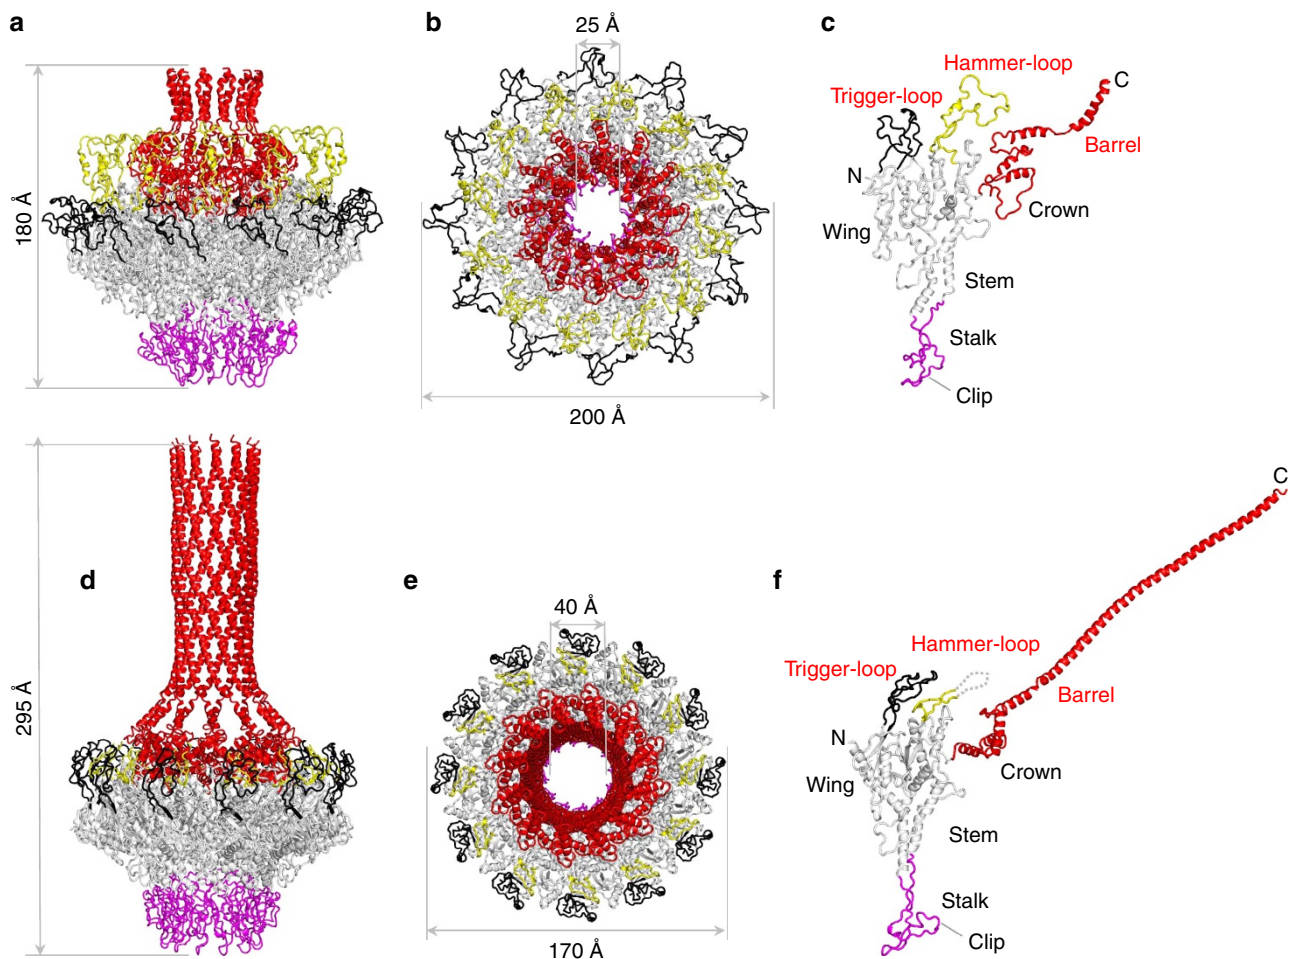 a
180 Å
b
25 Å
200 Å
c
Hammer-loop
Trigger-loop
C
Barrel
N
Crown
Wing
Stem
Stalk
Clip
d
295 Å
e
40 Å
170 Å
f
C
Hammer-loop
Trigger-loop
Barrel
N
Crown
Wing
Stem
Stalk
Clip